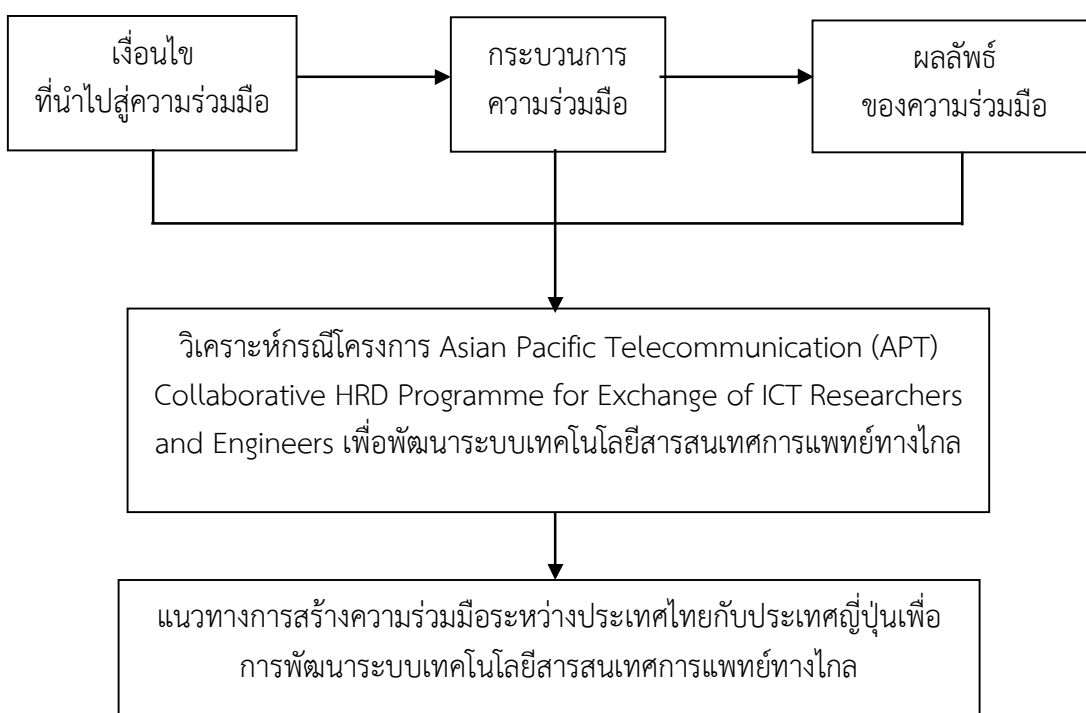 เงื่อนไข
ที่นำไปสู่ความร่วมมือ
กระบวนการ
ความร่วมมือ
ผลลัพธ์
ของความร่วมมือ
วิเคราะห์กรณีโครงการ Asian Pacific Telecommunication (APT)
Collaborative HRD Programme for Exchange of ICT Researchers
and Engineers เพื่อพัฒนาระบบเทคโนโลยีสารสนเทศการแพทย์ทางไกล
แนวทางการสร้างความร่วมมือระหว่างประเทศไทยกับประเทศญี่ปุ่นเพื่อ
การพัฒนาระบบเทคโนโลยีสารสนเทศการแพทย์ทางไกล